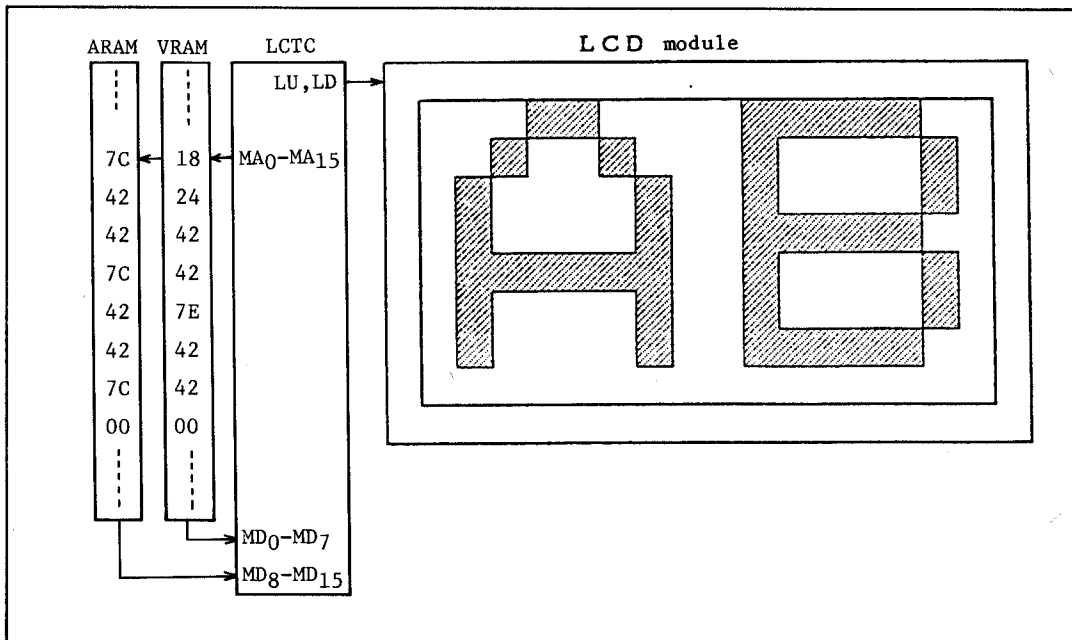 ARAM VRAM LCTC LCD module
LU,LD
7C 18 MA0-MA15
42 24
42 42
7C 42
42 7E
42 42
7C 42
00 00
MD0-MD7
MD8-MD15